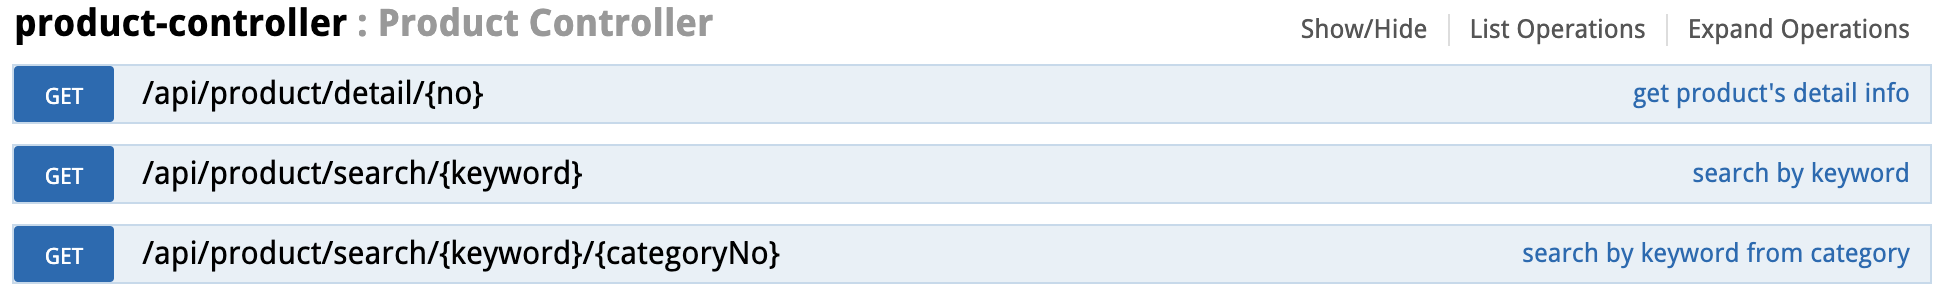 product-controller : Product Controller Show/Hide List Operations Expand Operations
GET /api/product/detail/{no} get product's detail info
GET /api/product/search/{keyword} search by keyword
GET /api/product/search/{keyword}/{categoryNo} search by keyword from category